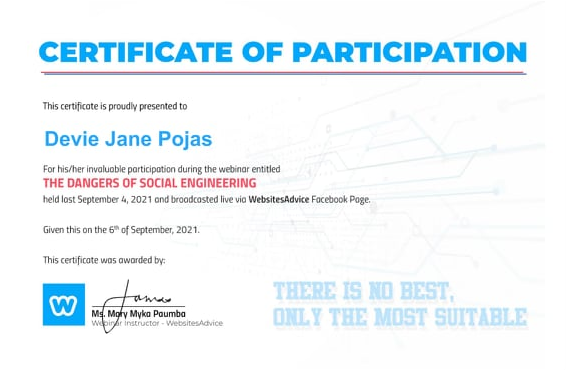 CERTIFICATE OF PARTICIPATION
This certificate is proudly presented to
Devie Jane Pojas
For his/her invaluable participation during the webinar entitled
THE DANGERS OF SOCIAL ENGINEERING
held last September 4, 2021 and broadcasted live via WebsitesAdvice Facebook Page.
Given this on the 6th of September, 2021.
This certificate was awarded by:
Ms. Mary Myka Paumba
Webinar Instructor - WebsitesAdvice
THERE IS NO BEST,
ONLY THE MOST SUITABLE